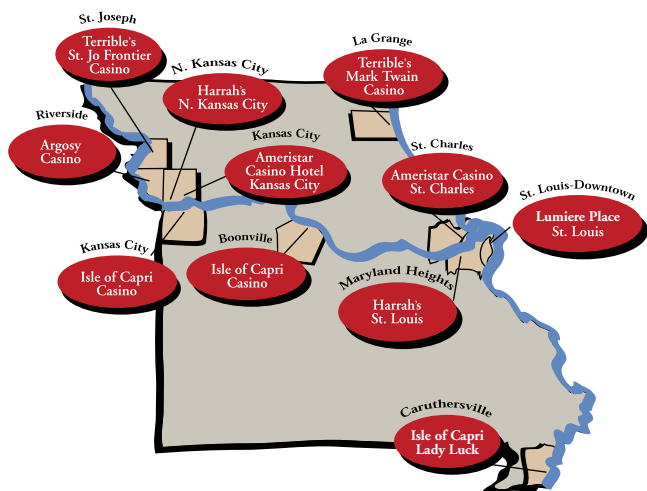 St. Joseph
Terrible's
St. Jo Frontier
Casino
N. Kansas City
Harrah's
N. Kansas City
La Grange
Terrible's
Mark Twain
Casino
Riverside
Argosy
Casino
Kansas City
Ameristar
Casino Hotel
Kansas City
St. Charles
Ameristar Casino
St. Charles
St. Louis-Downtown
Lumiere Place
St. Louis
Kansas City
Isle of Capri
Casino
Boonville
Isle of Capri
Casino
Maryland Heights
Harrah's
St. Louis
Caruthersville
Isle of Capri
Lady Luck